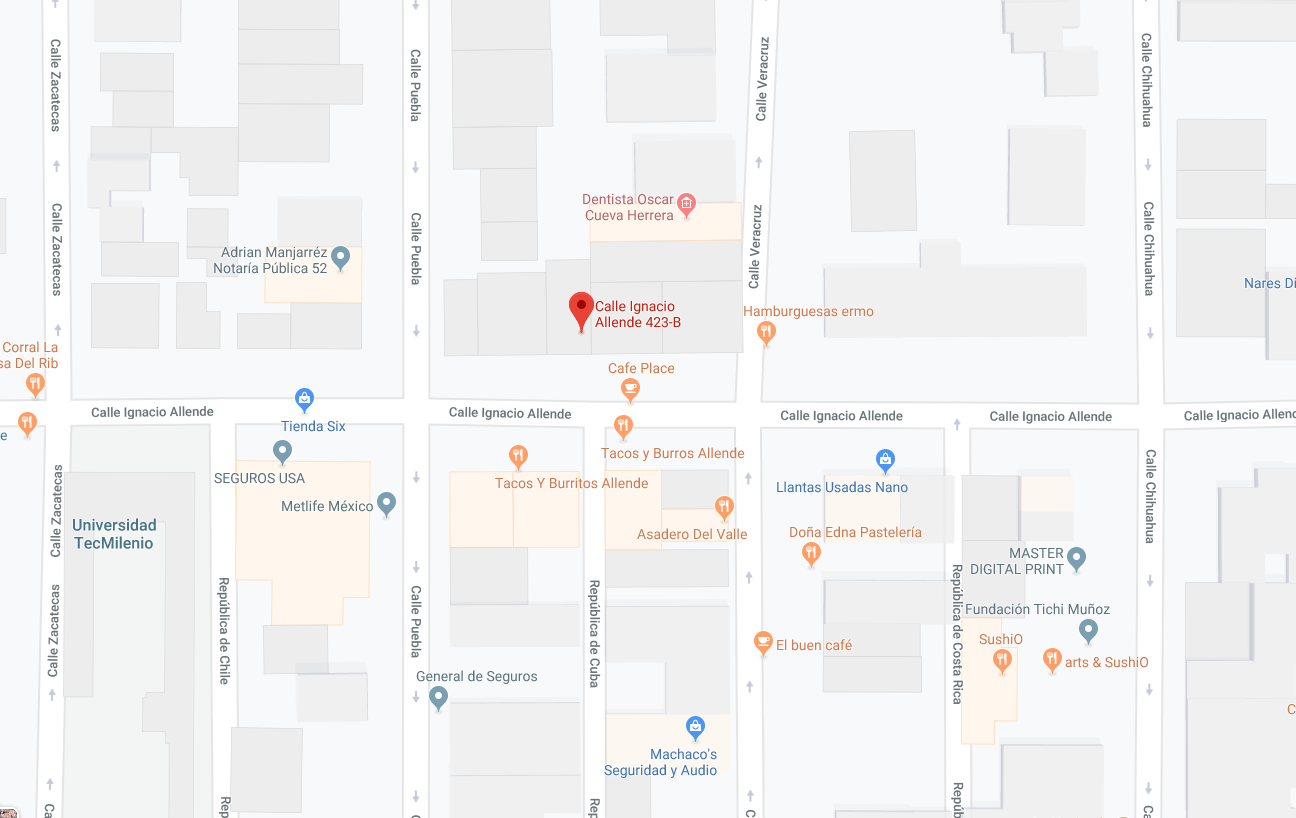 Calle Zacatecas
Calle Puebla
Calle Veracruz
Calle Chihuahua
Calle Zacatecas
Calle Puebla
Calle Veracruz
Calle Chihuahua
Dentista Oscar
Cueva Herrera
Adrian Manjarréz
Notaría Pública 52
Nares Di
Calle Ignacio
Allende 423-B
Hamburguesas ermo
Corral La
sa Del Rib
Cafe Place
Calle Ignacio Allende
Calle Ignacio Allende
Calle Ignacio Allende
Calle Ignacio Allende
Calle Ignacio Allend
Tienda Six
e
Tacos y Burros Allende
SEGUROS USA
Tacos Y Burritos Allende
Llantas Usadas Nano
Metlife México
Calle Zacatecas
Calle Chihuahua
Universidad
TecMilenio
Asadero Del Valle
Doña Edna Pastelería
MASTER
DIGITAL PRINT
Fundación Tichi Muñoz
Calle Zacatecas
República de Chile
Calle Puebla
República de Cuba
República de Costa Rica
El buen café
SushiO
arts & SushiO
General de Seguros
C
Machaco's
Seguridad y Audio
Ca
Rep
C
Repú
C
Repúb
Ca